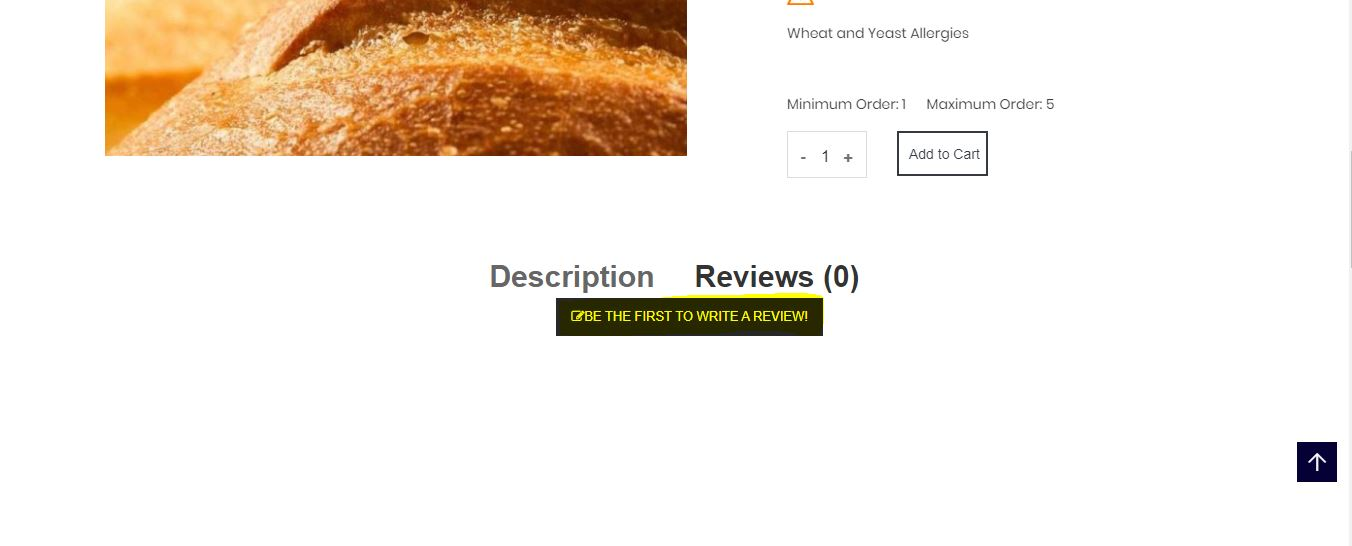 Wheat and Yeast Allergies
Minimum Order: 1 Maximum Order: 5
- 1 + Add to Cart
Description Reviews (0)
BE THE FIRST TO WRITE A REVIEW!